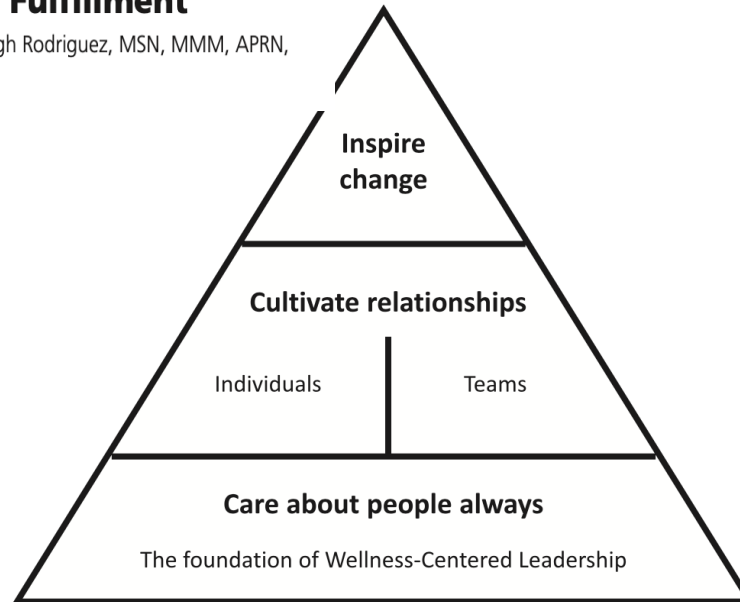 Fulfillment
gh Rodriguez, MSN, MMM, APRN,
Inspire
change
Cultivate relationships
Individuals
Teams
Care about people always
The foundation of Wellness-Centered Leadership